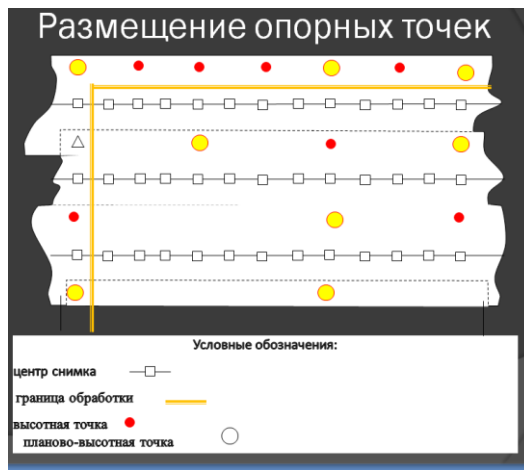 Размещение опорных точек
Условные обозначения:
центр снимка
граница обработки
высотная точка
планово-высотная точка